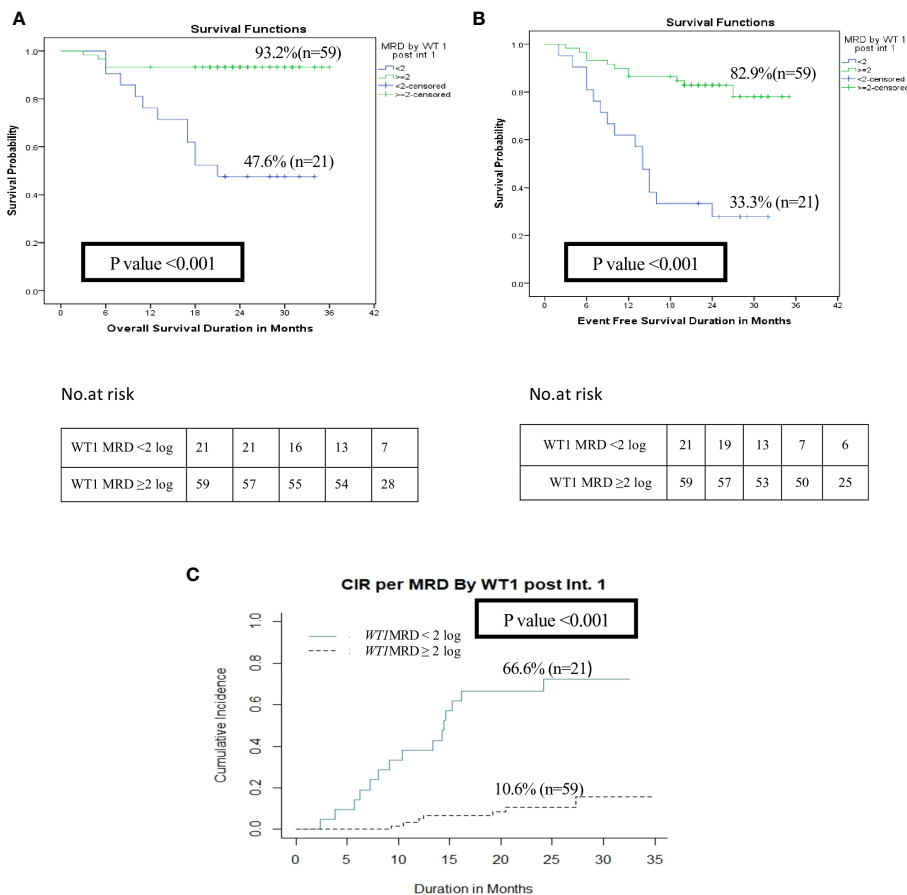 A
Survival Functions
93.2%(n=59)
47.6% (n=21)
P value <0.001
MRD by WT 1
post int 1
<2
>=2
<2-censored
>=2-censored
Survival Probability
1.0
0.8
0.6
0.4
0.2
0.0
0 6 12 18 24 30 36 42
Overall Survival Duration in Months
B
Survival Functions
82.9%(n=59)
33.3% (n=21)
P value <0.001
MRD by WT 1
post int 1
<2
>=2
<2-censored
>=2-censored
Survival Probability
1.0
0.8
0.6
0.4
0.2
0.0
0 6 12 18 24 30 36 42
Event Free Survival Duration in Months
No.at risk
WT1 MRD <2 log 21 21 16 13 7
WT1 MRD ≥2 log 59 57 55 54 28
No.at risk
WT1 MRD <2 log 21 19 13 7 6
WT1 MRD ≥2 log 59 57 53 50 25
C
CIR per MRD By WT1 post Int. 1
P value <0.001
WT1MRD < 2 log
WT1MRD ≥ 2 log
66.6% (n=21)
10.6% (n=59)
Cumulative Incidence
1.0
0.8
0.6
0.4
0.2
0.0
0 5 10 15 20 25 30 35
Duration in Months